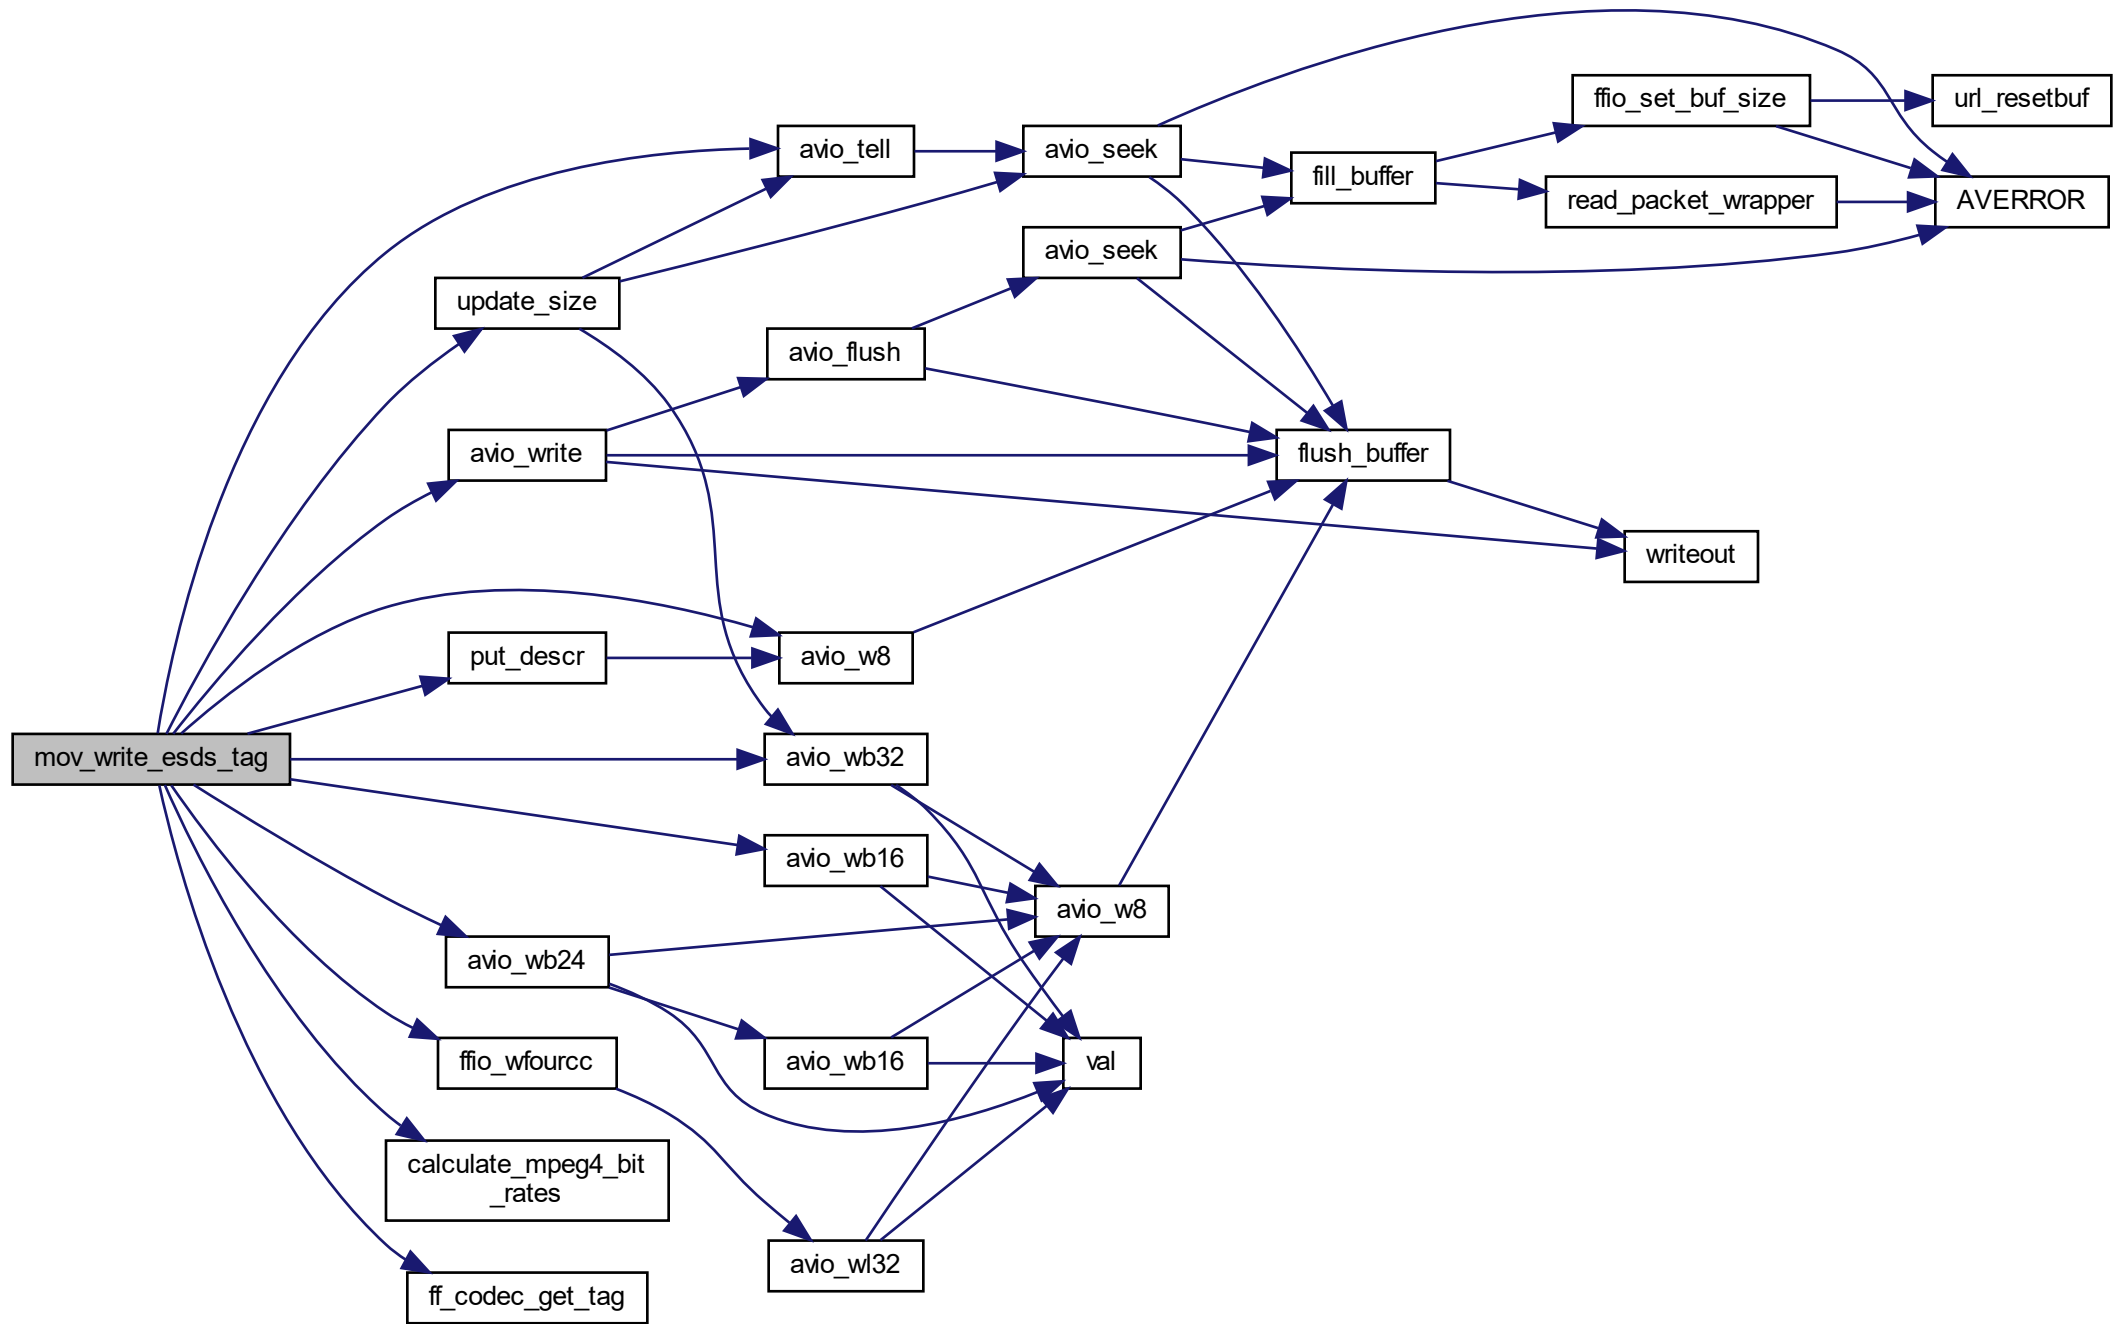 mov_write_esds_tag
avio_tell
avio_seek
fill_buffer
ffio_set_buf_size
url_resetbuf
read_packet_wrapper
AVERROR
update_size
avio_seek
avio_flush
avio_write
flush_buffer
writeout
put_descr
avio_w8
avio_wb32
avio_wb16
avio_w8
avio_wb24
avio_wb16
val
ffio_wfourcc
calculate_mpeg4_bit
_rates
avio_wl32
ff_codec_get_tag